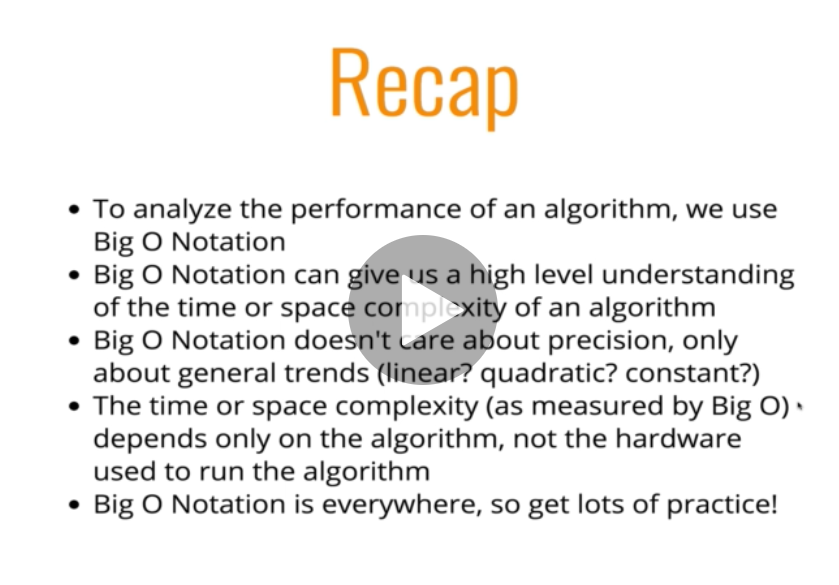 Recap
• To analyze the performance of an algorithm, we use
Big O Notation
• Big O Notation can give us a high level understanding
of the time or space complexity of an algorithm
• Big O Notation doesn't care about precision, only
about general trends (linear? quadratic? constant?)
• The time or space complexity (as measured by Big O)
depends only on the algorithm, not the hardware
used to run the algorithm
• Big O Notation is everywhere, so get lots of practice!